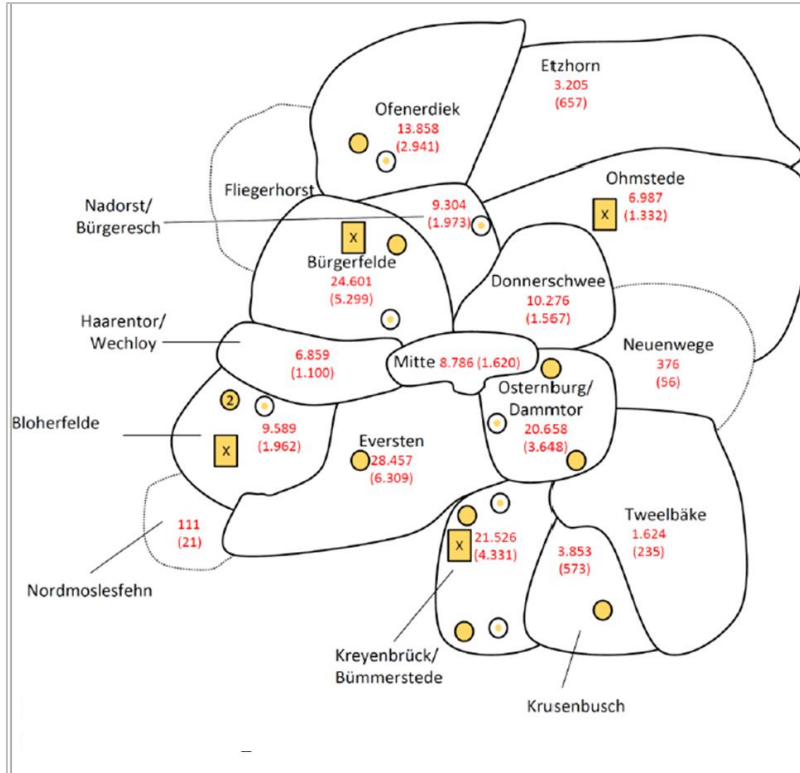 Etzhorn
3.205
(657)
Ofenerdiek
13.858
(2.941)
Ohmstede
6.987
(1.332)
X
Fliegerhorst
Nadorst/
Bürgeresch
9.304
(1.973)
X
Bürgerfelde
24.601
(5.299)
Donnerschwee
10.276
(1.567)
Haarentor/
Wechloy
6.859
(1.100)
Mitte 8.786 (1.620)
Neuenwege
376
(56)
Osternburg/
Dammtor
20.658
(3.648)
Bloherfelde
2
9.589
(1.962)
X
Eversten
28.457
(6.309)
111
(21)
Nordmoslesfehn
X
21.526
(4.331)
Kreyenbrück/
Bümmerstede
3.853
(573)
Krusenbusch
Tweelbäke
1.624
(235)